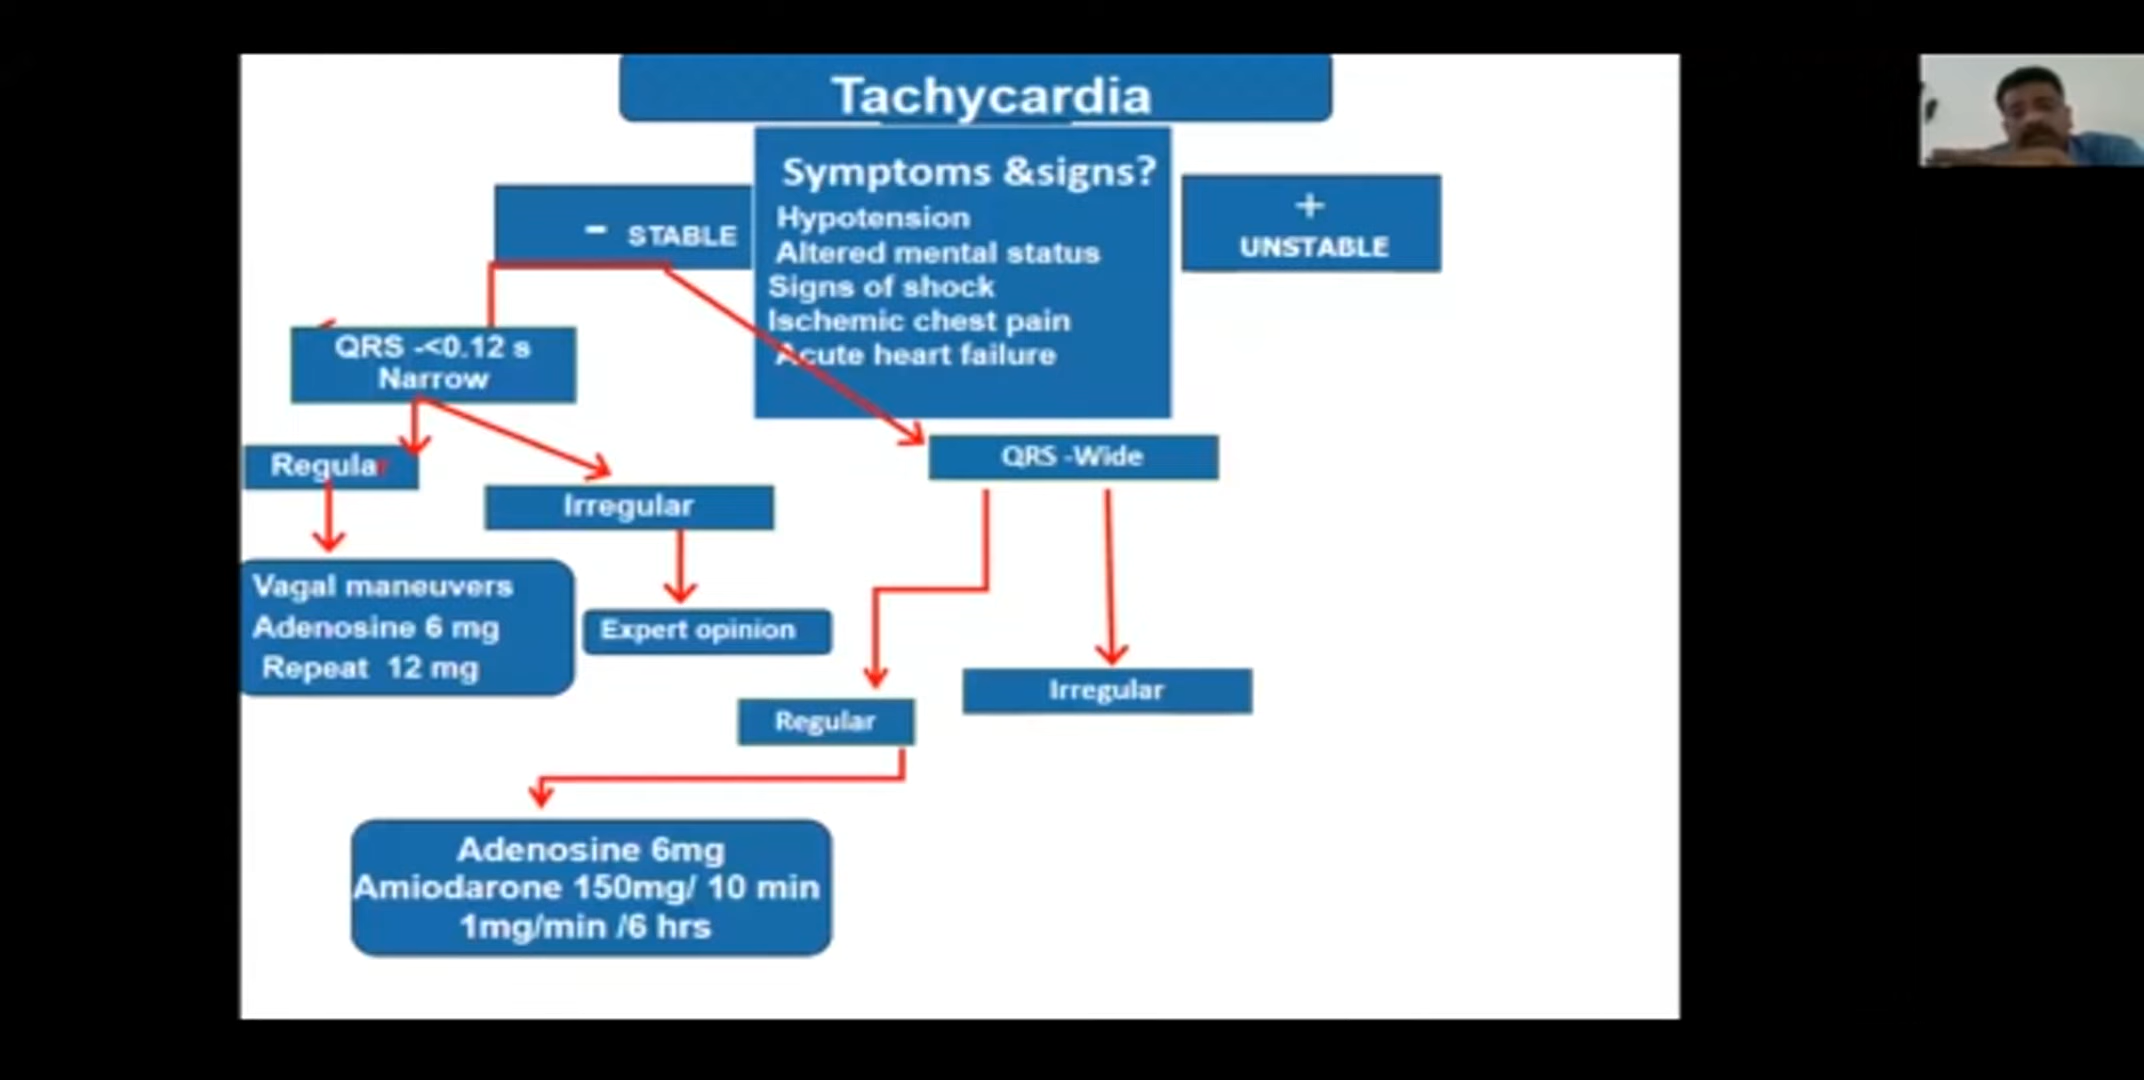 Tachycardia
Symptoms &signs?
Hypotension
Altered mental status
Signs of shock
Ischemic chest pain
Acute heart failure
- STABLE
+
UNSTABLE
QRS -<0.12 s
Narrow
Regular
Irregular
Vagal maneuvers
Adenosine 6 mg
Repeat 12 mg
Expert opinion
QRS -Wide
Regular
Irregular
Adenosine 6mg
Amiodarone 150mg/ 10 min
1mg/min /6 hrs